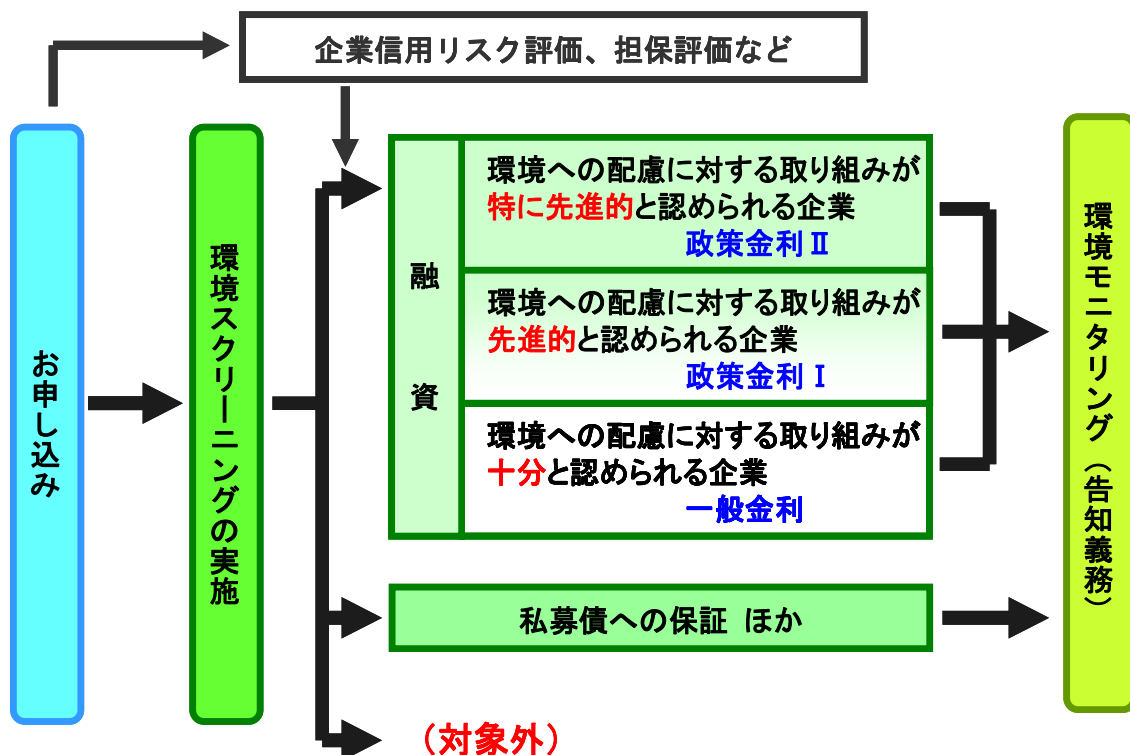 企業信用リスク評価、担保評価など
お申し込み
環境スクリーニングの実施
融資
環境への配慮に対する取り組みが
特に先進的と認められる企業
政策金利Ⅱ
環境への配慮に対する取り組みが
先進的と認められる企業
政策金利Ⅰ
環境への配慮に対する取り組みが
十分と認められる企業
一般金利
私募債への保証 ほか
（対象外）
環境モニタリング（告知義務）